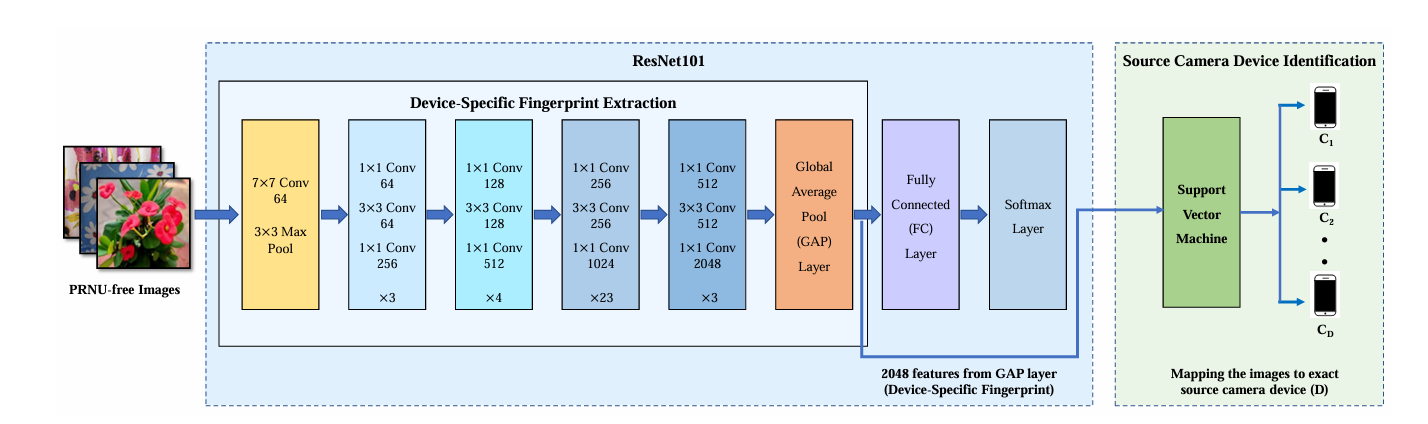 ResNet101
Device-Specific Fingerprint Extraction
PRNU-free Images
7×7 Conv
64
3×3 Max
Pool
1×1 Conv
64
3×3 Conv
64
1×1 Conv
256
×3
1×1 Conv
128
3×3 Conv
128
1×1 Conv
512
×4
1×1 Conv
256
3×3 Conv
256
1×1 Conv
1024
×23
1×1 Conv
512
3×3 Conv
512
1×1 Conv
2048
×3
Global
Average
Pool
(GAP)
Layer
Fully
Connected
(FC)
Layer
Softmax
Layer
2048 features from GAP layer
(Device-Specific Fingerprint)
Source Camera Device Identification
Support
Vector
Machine
C1
C2
CD
Mapping the images to exact
source camera device (D)